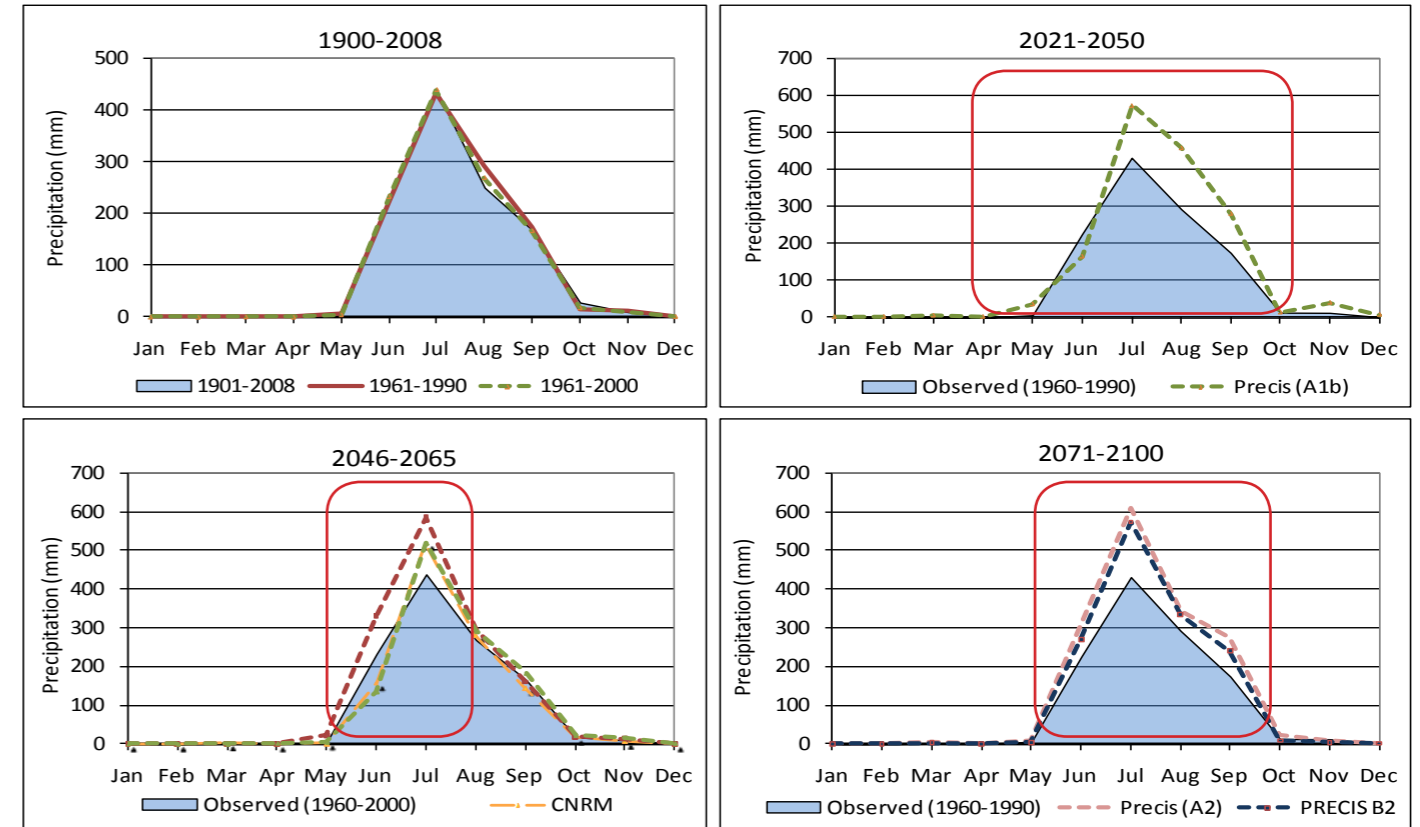 1900-2008
Precipitation (mm)
500
400
300
200
100
0
Jan Feb Mar Apr May Jun Jul Aug Sep Oct Nov Dec
1901-2008 1961-1990 1961-2000
2021-2050
Precipitation (mm)
700
600
500
400
300
200
100
0
Jan Feb Mar Apr May Jun Jul Aug Sep Oct Nov Dec
Observed (1960-1990) Precis (A1b)
2046-2065
Precipitation (mm)
700
600
500
400
300
200
100
0
Jan Feb Mar Apr May Jun Jul Aug Sep Oct Nov Dec
Observed (1960-2000) CNRM
2071-2100
Precipitation (mm)
700
600
500
400
300
200
100
0
Jan Feb Mar Apr May Jun Jul Aug Sep Oct Nov Dec
Observed (1960-1990) Precis (A2) PRECIS B2